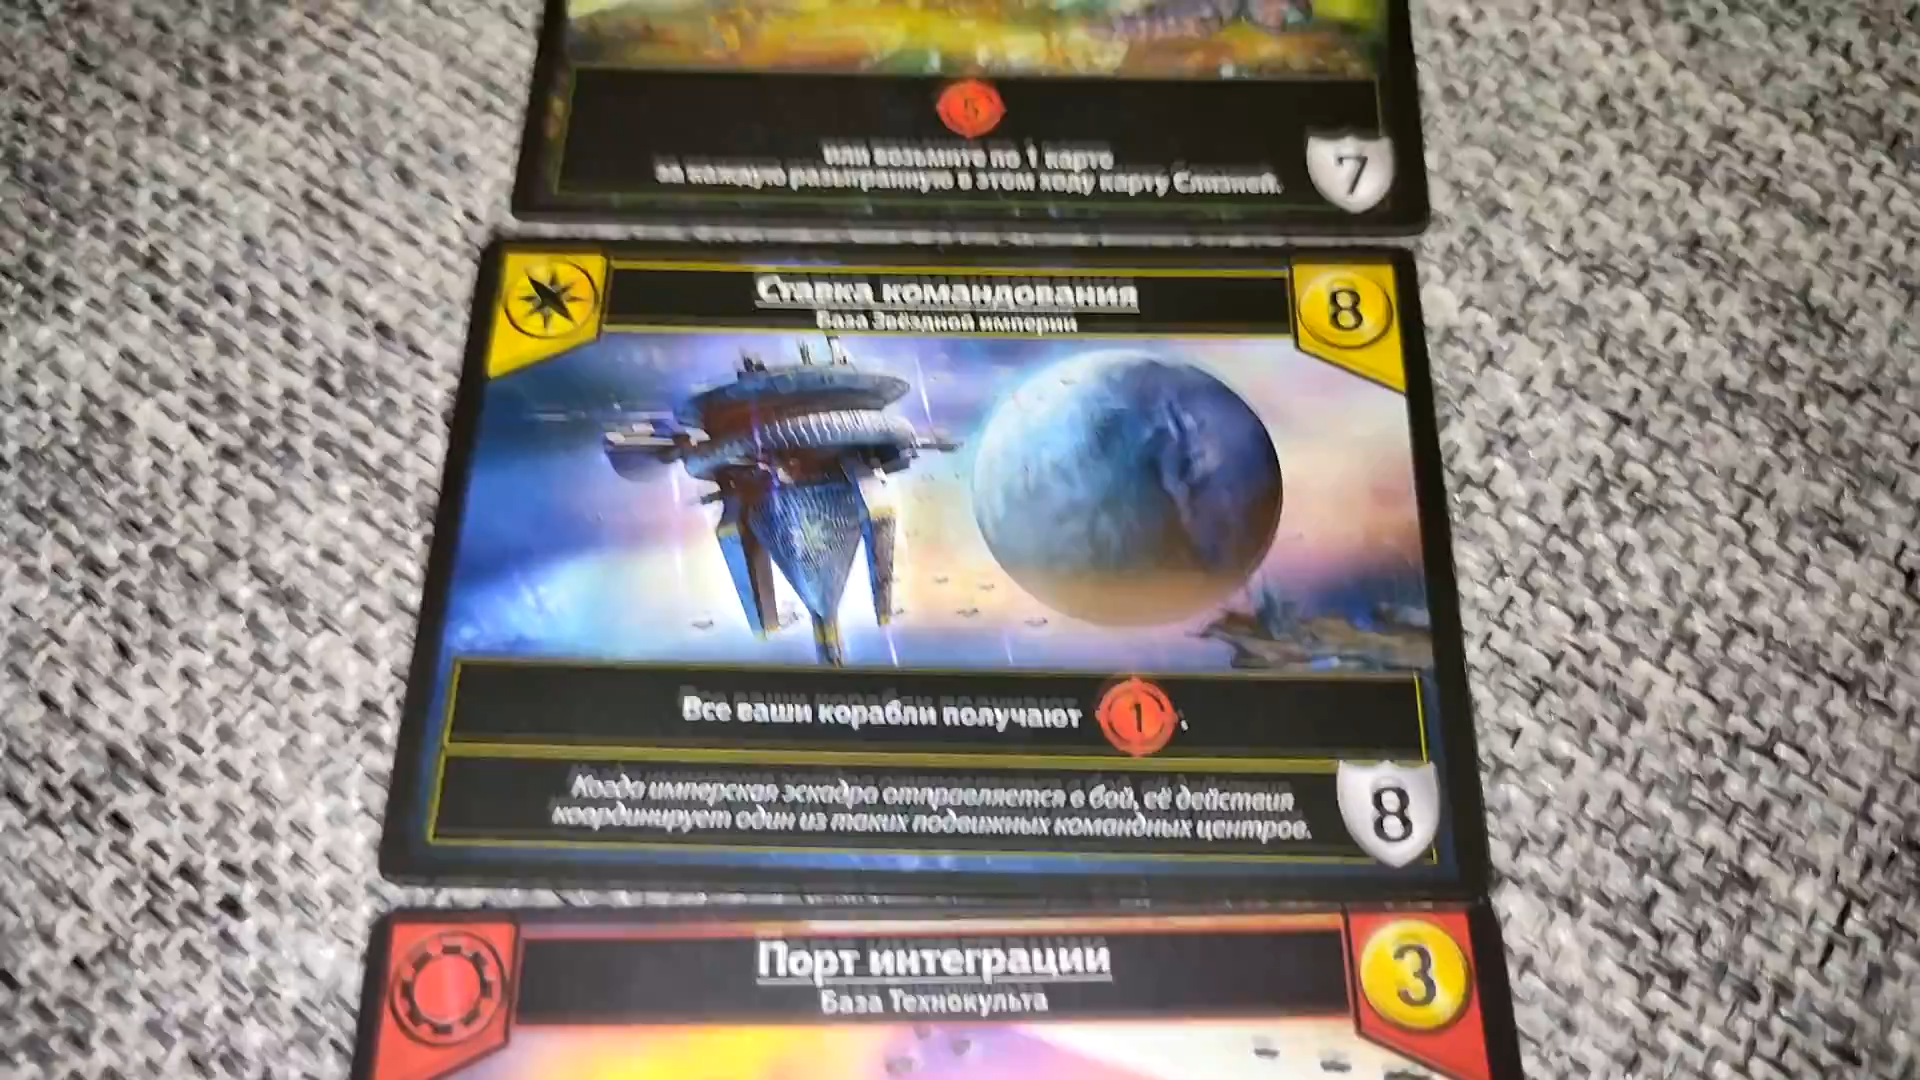 5
или возьмите по 1 карте
за каждую разыгранную в этом ходу карту Слизней.
7
Ставка командования
8
База Звёздной империи
Все ваши корабли получают 1.
Когда имперская эскадра отправляется в бой, её действия
координирует один из таких подвижных командных центров.
8
Порт интеграции
3
База Технокульта